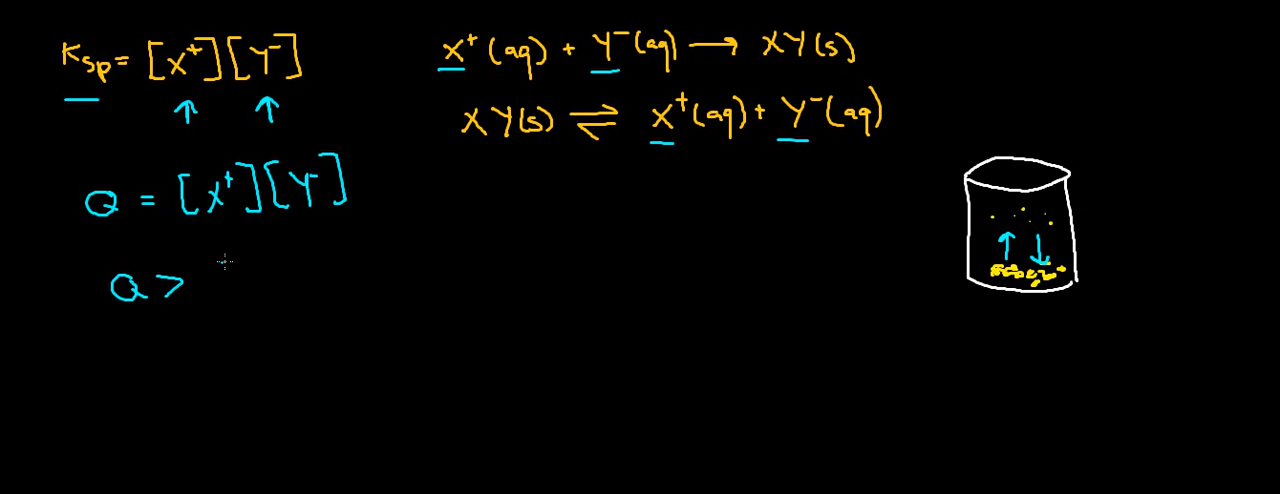 Ksp = [X⁺][Y⁻]
X⁺(aq) + Y⁻(aq) → XY(s)
XY(s) ⇌ X⁺(aq) + Y⁻(aq)
Q = [X⁺][Y⁻]
Q >